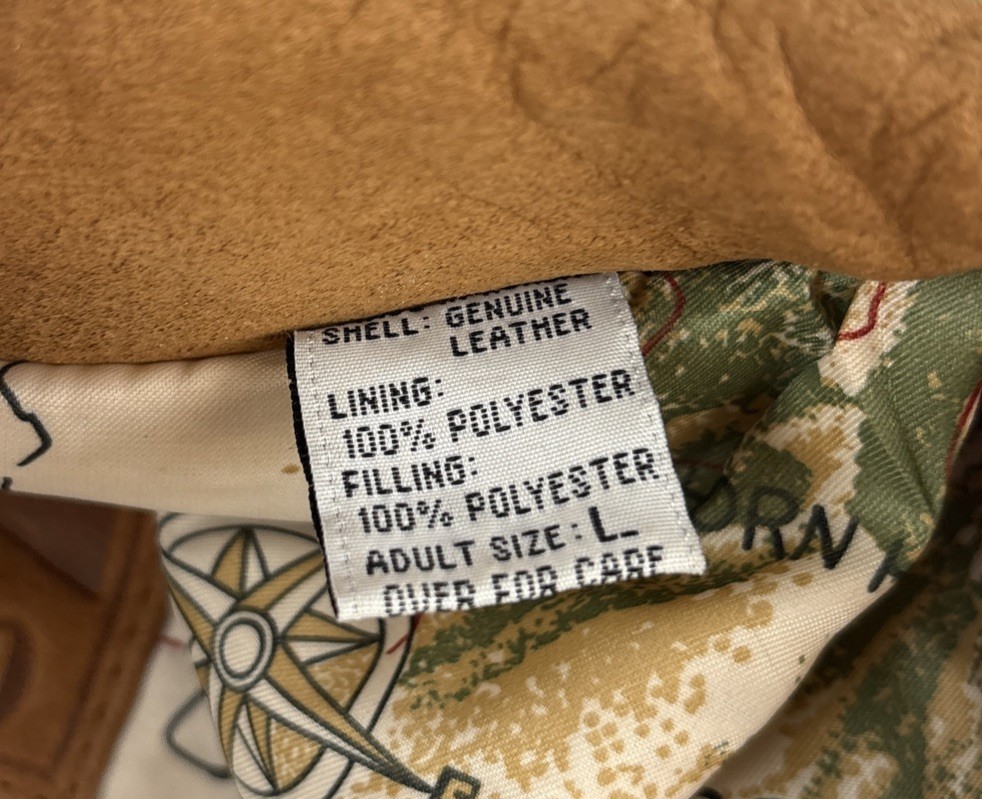 SHELL: GENUINE
LEATHER
LINING:
100% POLYESTER
FILLING:
100% POLYESTER
ADULT SIZE: L
OVER FOR CARE